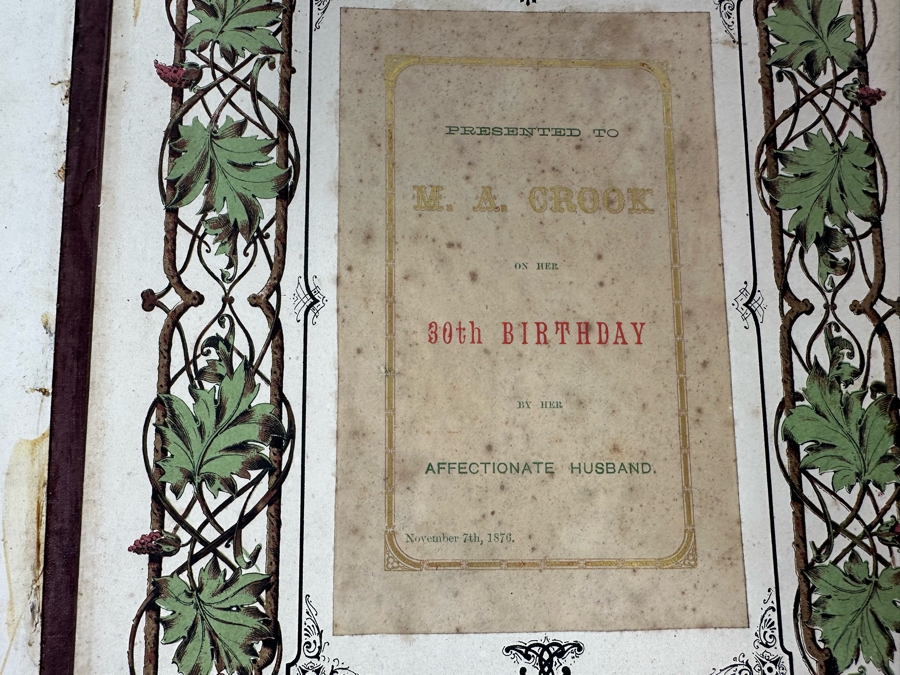 PRESENTED TO
M. A. CROOK
ON HER
30th BIRTHDAY
BY HER
AFFECTIONATE HUSBAND.
November 7th, 1876.